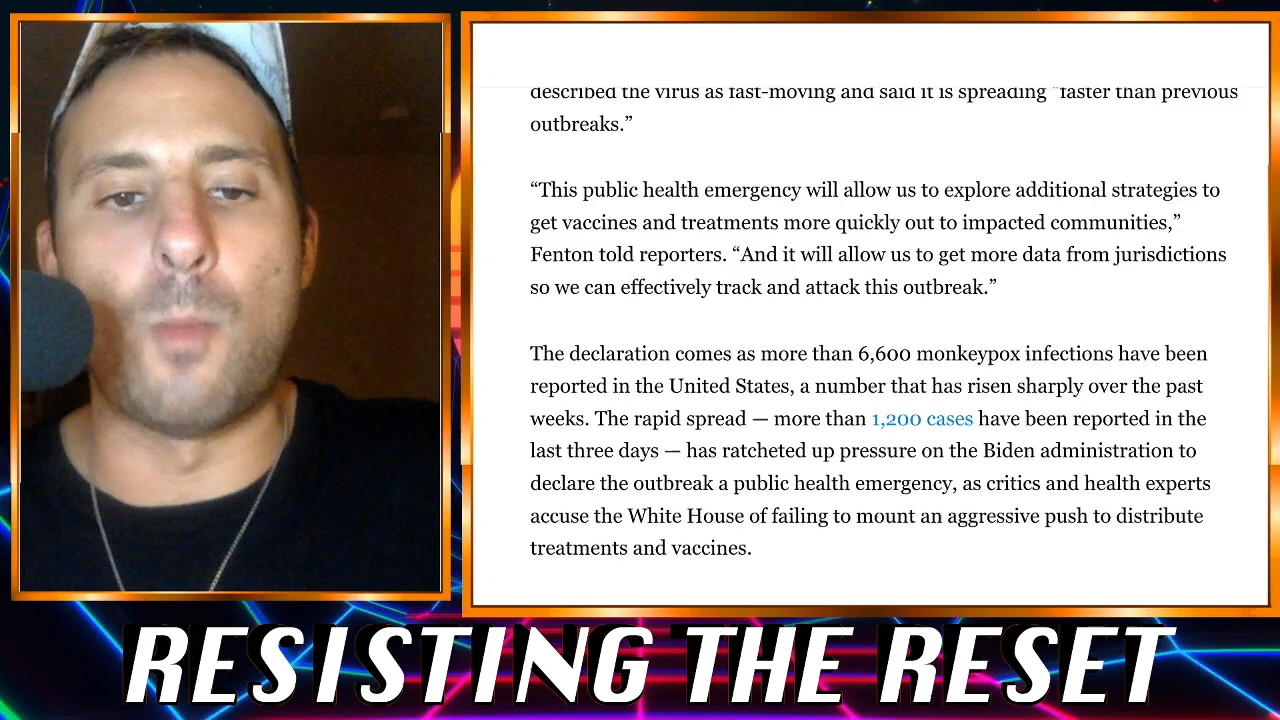 described the virus as fast-moving and said it is spreading “faster than previous
outbreaks.”
“This public health emergency will allow us to explore additional strategies to
get vaccines and treatments more quickly out to impacted communities,”
Fenton told reporters. “And it will allow us to get more data from jurisdictions
so we can effectively track and attack this outbreak.”
The declaration comes as more than 6,600 monkeypox infections have been
reported in the United States, a number that has risen sharply over the past
weeks. The rapid spread — more than 1,200 cases have been reported in the
last three days — has ratcheted up pressure on the Biden administration to
declare the outbreak a public health emergency, as critics and health experts
accuse the White House of failing to mount an aggressive push to distribute
treatments and vaccines.
RESISTING THE RESET